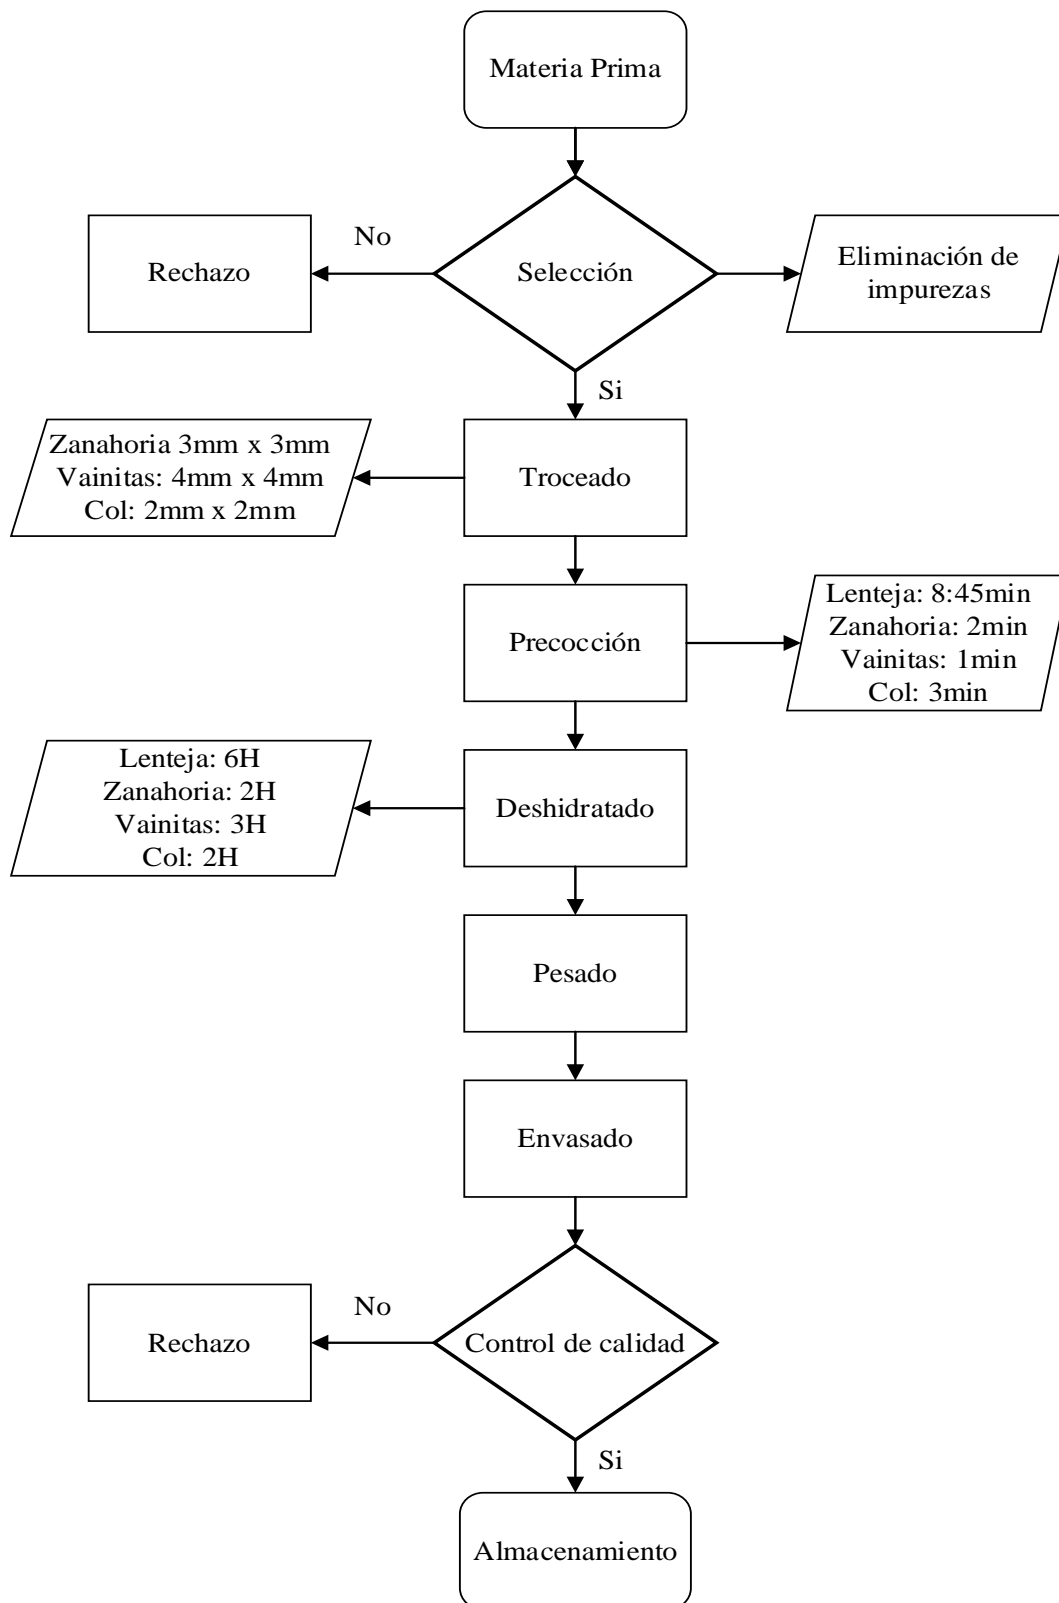 Materia Prima
No
Rechazo
Selección
Eliminación de
impurezas
Si
Zanahoria 3mm x 3mm
Vainitas: 4mm x 4mm
Col: 2mm x 2mm
Troceado
Precocción
Lenteja: 8:45min
Zanahoria: 2min
Vainitas: 1min
Col: 3min
Lenteja: 6H
Zanahoria: 2H
Vainitas: 3H
Col: 2H
Deshidratado
Pesado
Envasado
No
Rechazo
Control de calidad
Si
Almacenamiento